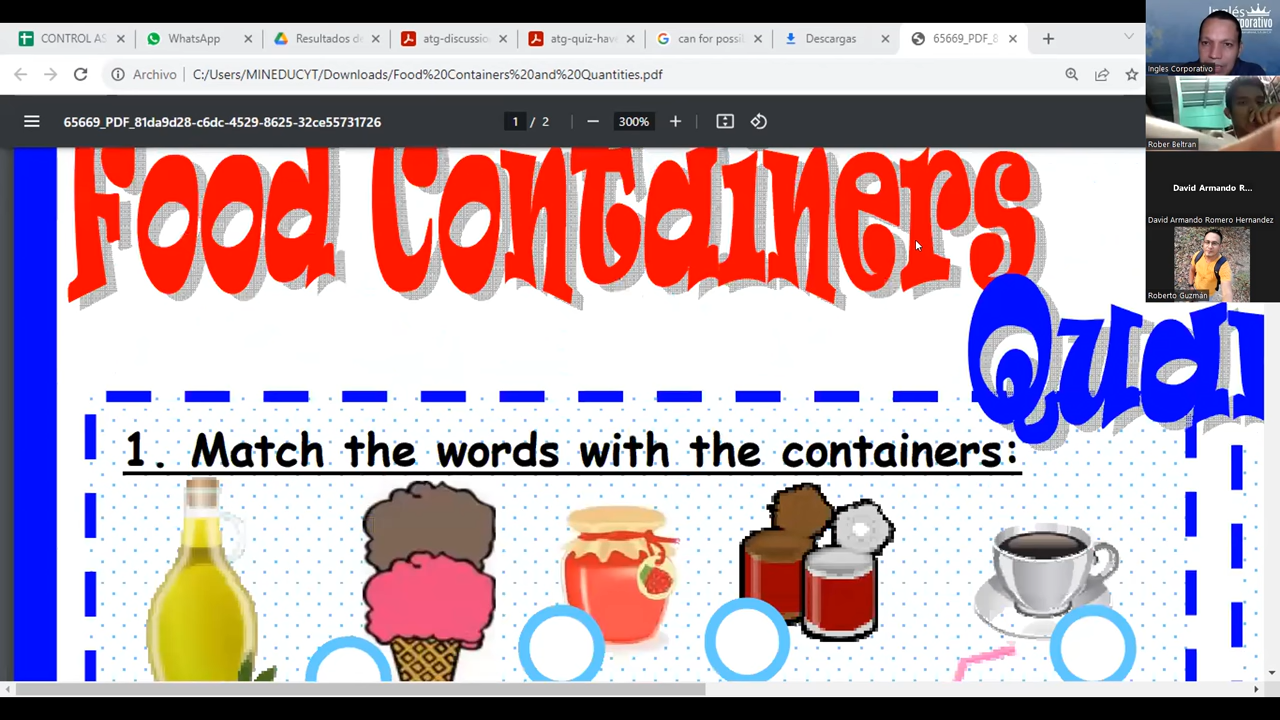 CONTROL AS
WhatsApp
Resultados de
atg-discussio
atg-quiz-hav
can for possi
Descargas
65669_PDF_8
Archivo
C:/Users/MINEDUCYT/Downloads/Food%20Containers%20and%20Quantities.pdf
65669_PDF_81da9d28-c6dc-4529-8625-32ce55731726
1 / 2
300%
Inglés
Ingles Corporativo
Rober Beltran
David Armando R...
David Armando Romero Hernandez
Roberto Guzmán
Food Containers
Quan
1. Match the words with the containers: